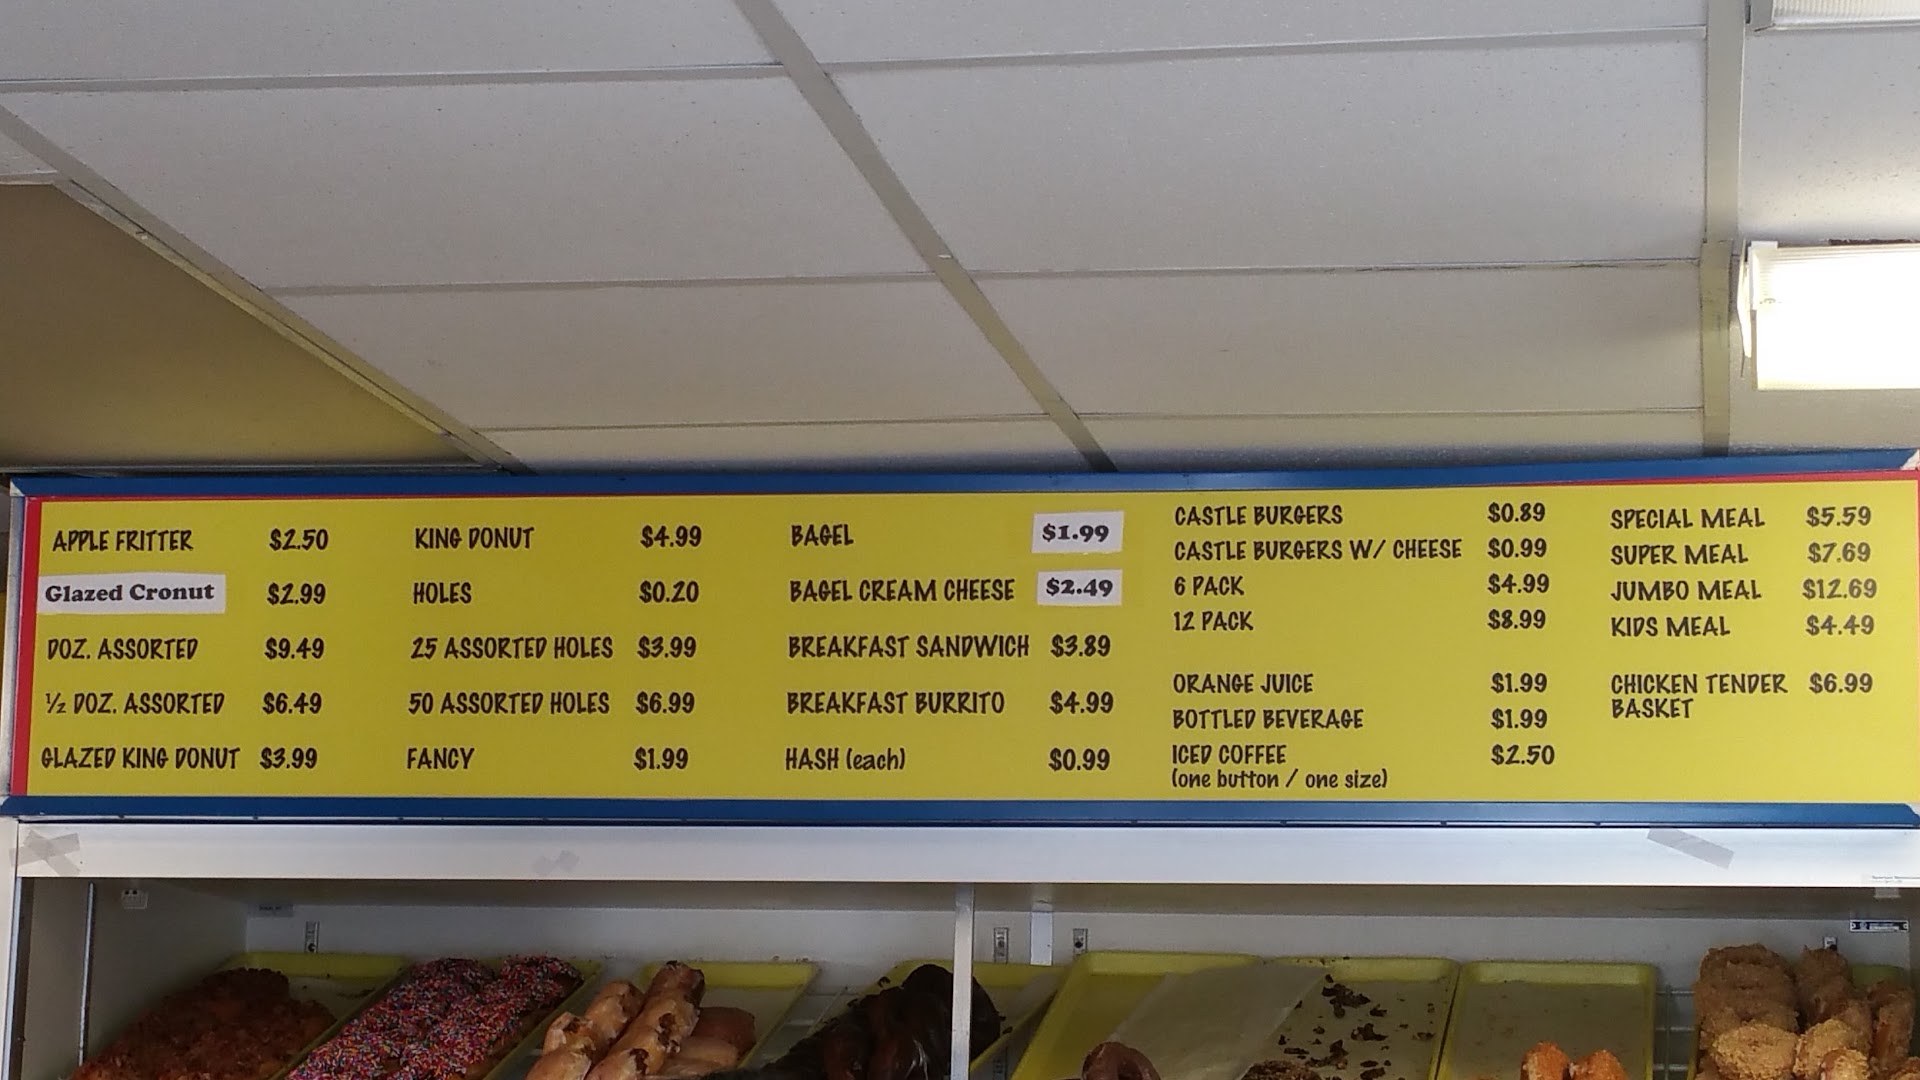 APPLE FRITTER $2.50
Glazed Cronut $2.99
DOZ. ASSORTED $9.49
½ DOZ. ASSORTED $6.49
GLAZED KING DONUT $3.99
KING DONUT $4.99
HOLES $0.20
25 ASSORTED HOLES $3.99
50 ASSORTED HOLES $6.99
FANCY $1.99
BAGEL $1.99
BAGEL CREAM CHEESE $2.49
BREAKFAST SANDWICH $3.89
BREAKFAST BURRITO $4.99
HASH (each) $0.99
CASTLE BURGERS $0.89
CASTLE BURGERS W/ CHEESE $0.99
6 PACK $4.99
12 PACK $8.99
ORANGE JUICE $1.99
BOTTLED BEVERAGE $1.99
ICED COFFEE $2.50
(one button / one size)
SPECIAL MEAL $5.59
SUPER MEAL $7.69
JUMBO MEAL $12.69
KIDS MEAL $4.49
CHICKEN TENDER $6.99
BASKET